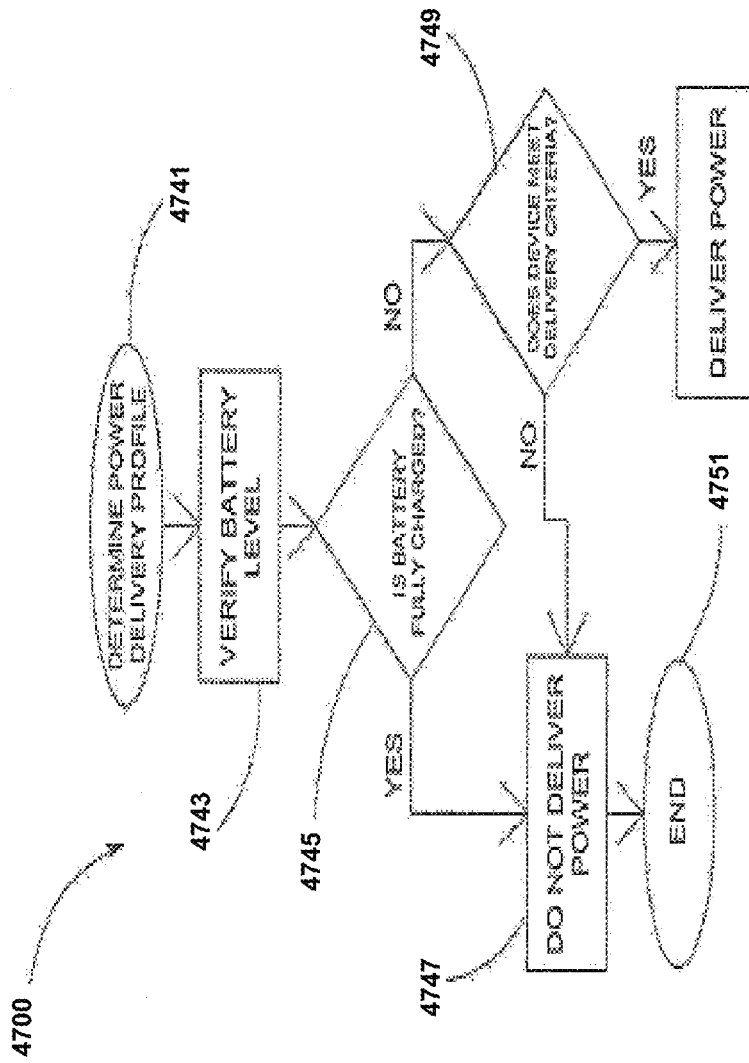 4700
4741
DETERMINE POWER
DELIVERY PROFILE
4743
VERIFY BATTERY
LEVEL
4745
IS BATTERY
FULLY CHARGED?
YES
NO
4749
DOES DEVICE MEET
DELIVERY CRITERIA?
NO
YES
4747
DO NOT DELIVER
POWER
DELIVER POWER
4751
END